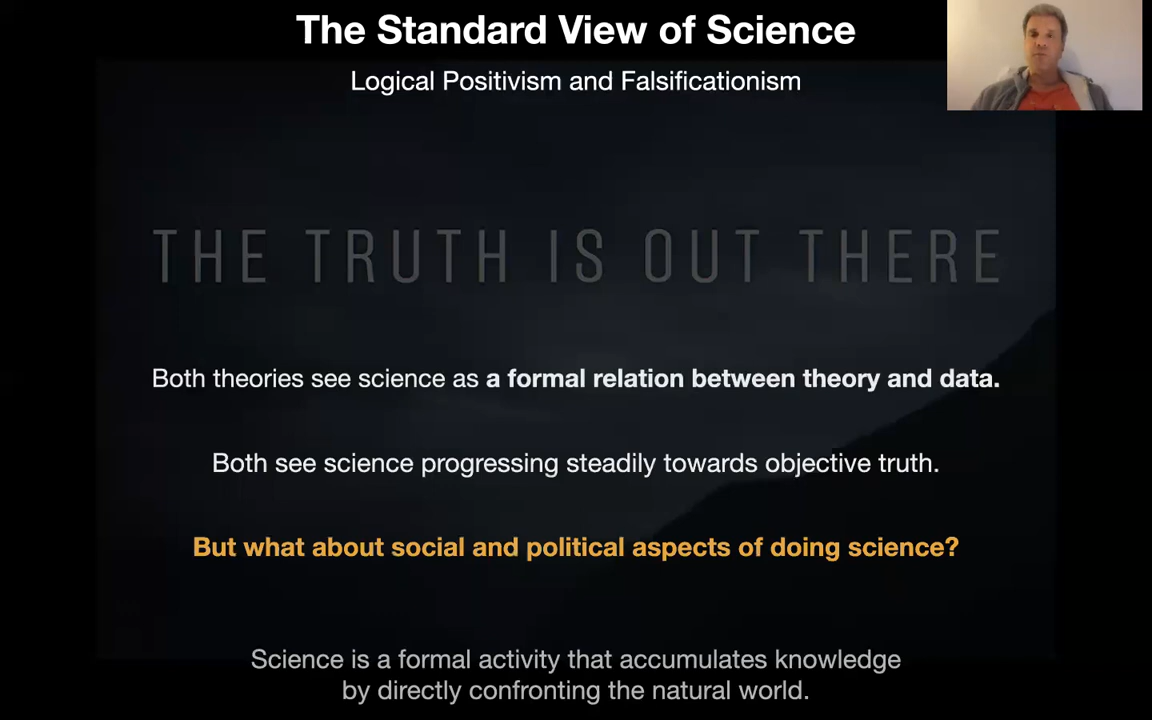 The Standard View of Science
Logical Positivism and Falsificationism
THE TRUTH IS OUT THERE
Both theories see science as a formal relation between theory and data.
Both see science progressing steadily towards objective truth.
But what about social and political aspects of doing science?
Science is a formal activity that accumulates knowledge
by directly confronting the natural world.